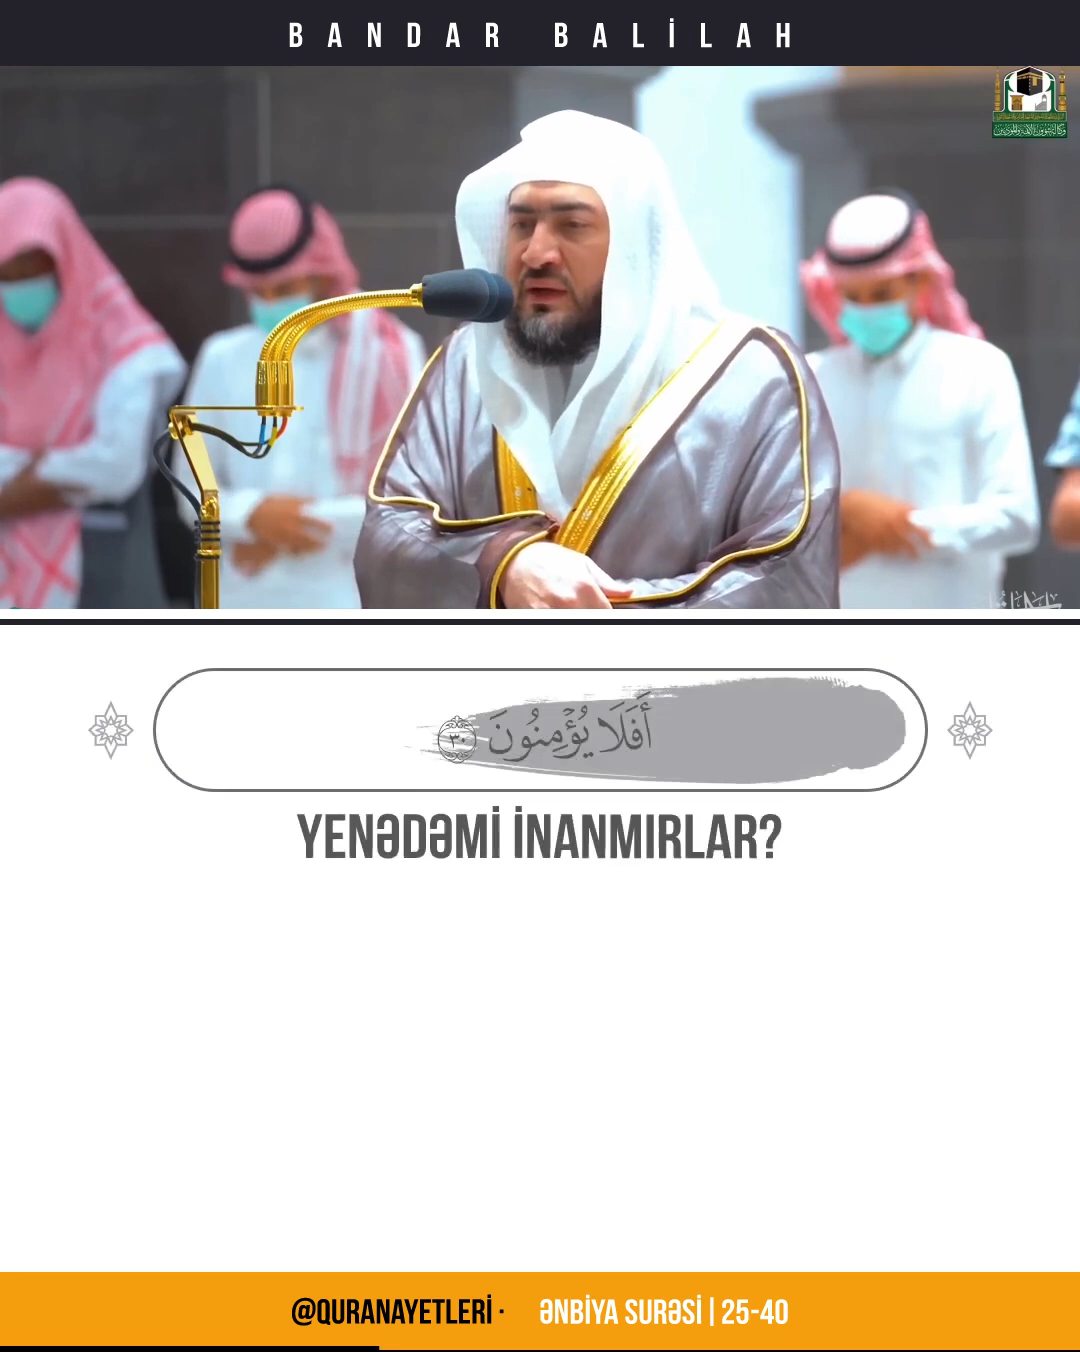 BANDAR BALİLAH
أَفَلَا يُؤْمِنُونَ ٣٠
YENƏDƏMİ İNANMIRLAR?
@QURANAYETLERİ · ƏNBİYA SURƏSİ | 25-40